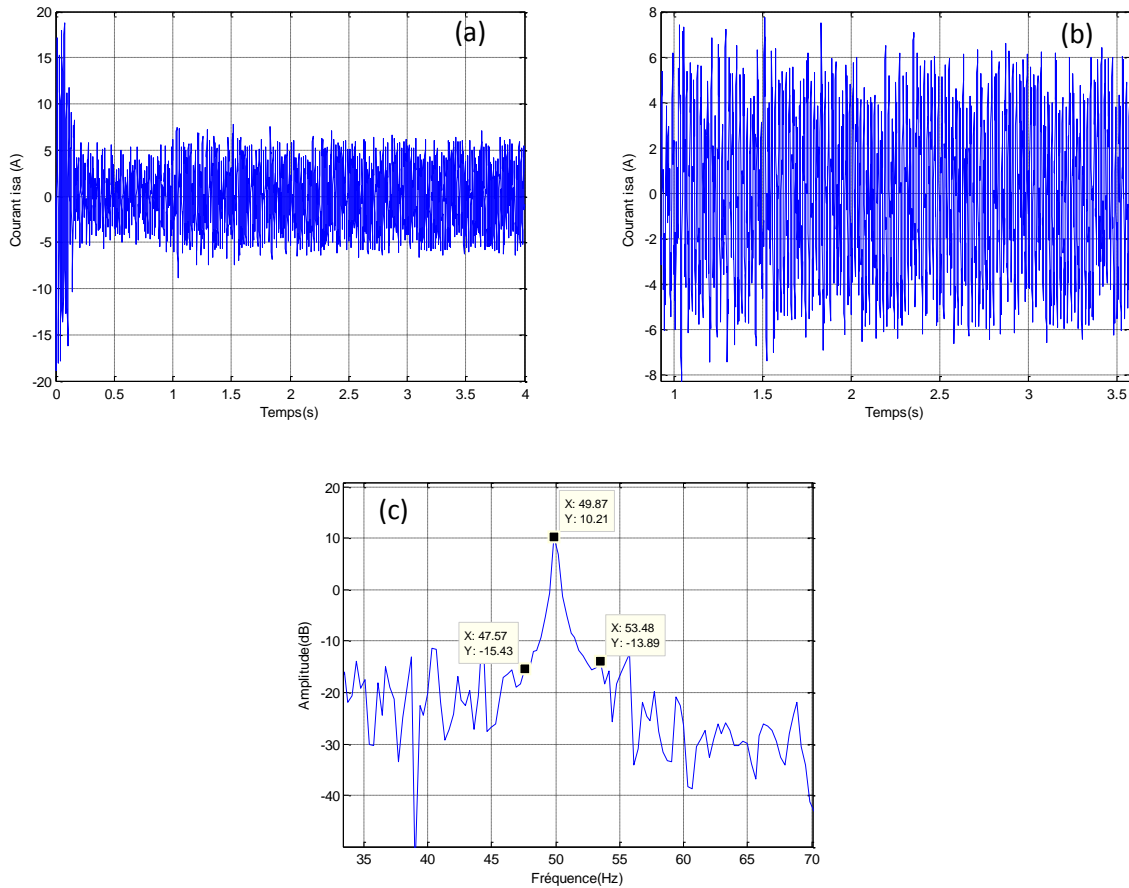 (a)
20
15
10
5
0
-5
-10
-15
-20
Courant isa (A)
0 0.5 1 1.5 2 2.5 3 3.5 4
Temps(s)
(b)
8
6
4
2
0
-2
-4
-6
-8
Courant isa (A)
1 1.5 2 2.5 3 3.5
Temps(s)
(c)
20
10
0
-10
-20
-30
-40
Amplitude(dB)
X: 49.87
Y: 10.21
X: 47.57
Y: -15.43
X: 53.48
Y: -13.89
35 40 45 50 55 60 65 70
Fréquence(Hz)